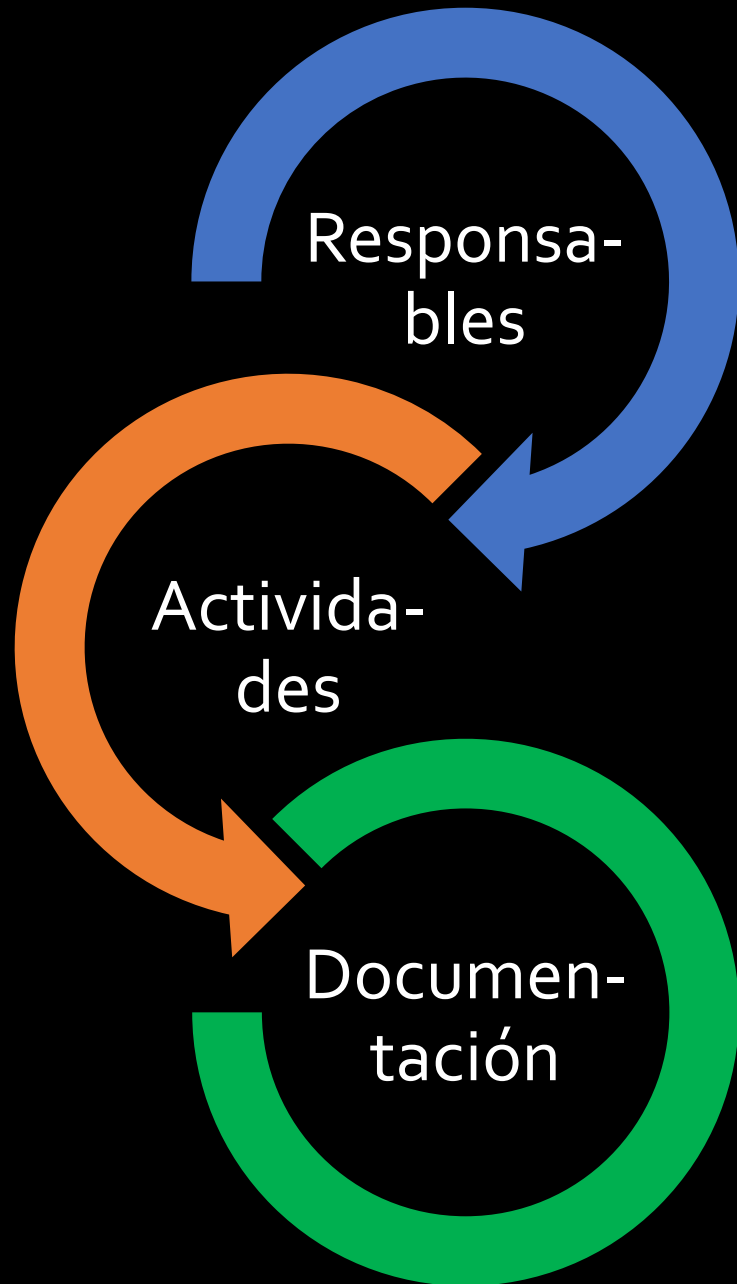 Responsa-
bles
Activida-
des
Documen-
tación